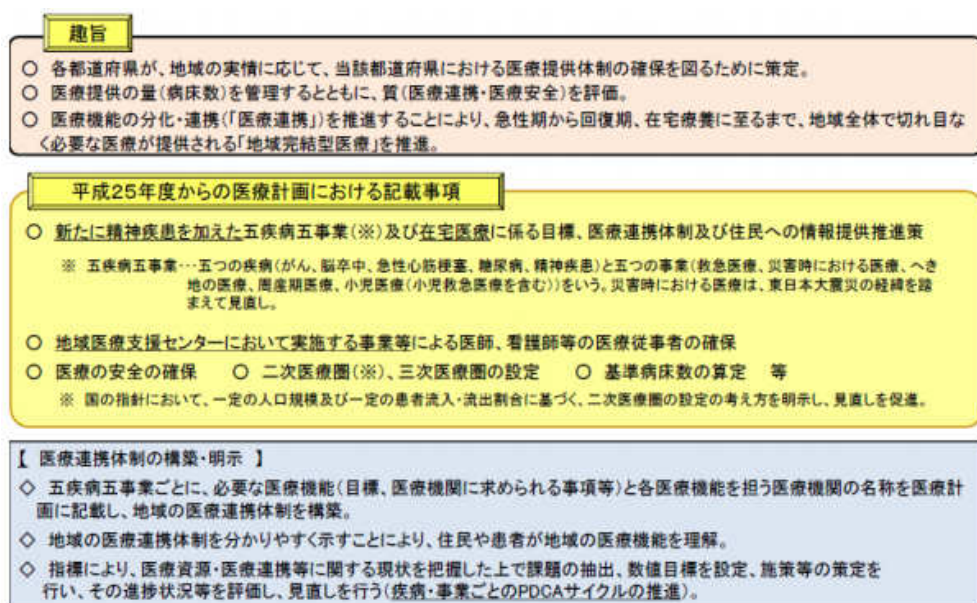 趣旨
○ 各都道府県が、地域の実情に応じて、当該都道府県における医療提供体制の確保を図るために策定。
○ 医療提供の量(病床数)を管理するとともに、質(医療連携・医療安全)を評価。
○ 医療機能の分化・連携(「医療連携」)を推進することにより、急性期から回復期、在宅療養に至るまで、地域全体で切れ目な
く必要な医療が提供される「地域完結型医療」を推進。
平成25年度からの医療計画における記載事項
○ 新たに精神疾患を加えた五疾病五事業(※)及び在宅医療に係る目標、医療連携体制及び住民への情報提供推進策
※ 五疾病五事業…五つの疾病(がん、脳卒中、急性心筋梗塞、糖尿病、精神疾患)と五つの事業(救急医療、災害時における医療、へき
地の医療、周産期医療、小児医療(小児救急医療を含む))をいう。災害時における医療は、東日本大震災の経緯を踏
まえて見直し。
○ 地域医療支援センターにおいて実施する事業等による医師、看護師等の医療従事者の確保
○ 医療の安全の確保 ○ 二次医療圏(※)、三次医療圏の設定 ○ 基準病床数の算定 等
※ 国の指針において、一定の人口規模及び一定の患者流入・流出割合に基づく、二次医療圏の設定の考え方を明示し、見直しを促進。
【 医療連携体制の構築・明示 】
◇ 五疾病五事業ごとに、必要な医療機能(目標、医療機関に求められる事項等)と各医療機能を担う医療機関の名称を医療計
画に記載し、地域の医療連携体制を構築。
◇ 地域の医療連携体制を分かりやすく示すことにより、住民や患者が地域の医療機能を理解。
◇ 指標により、医療資源・医療連携等に関する現状を把握した上で課題の抽出、数値目標を設定、施策等の策定を
行い、その進捗状況等を評価し、見直しを行う(疾病・事業ごとのPDCAサイクルの推進)。